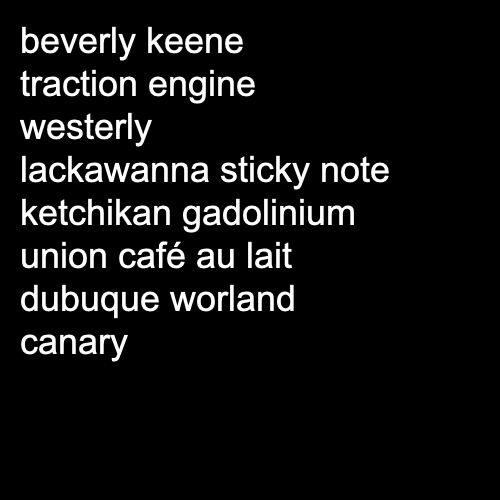 beverly keene
traction engine
westerly
lackawanna sticky note
ketchikan gadolinium
union café au lait
dubuque worland
canary